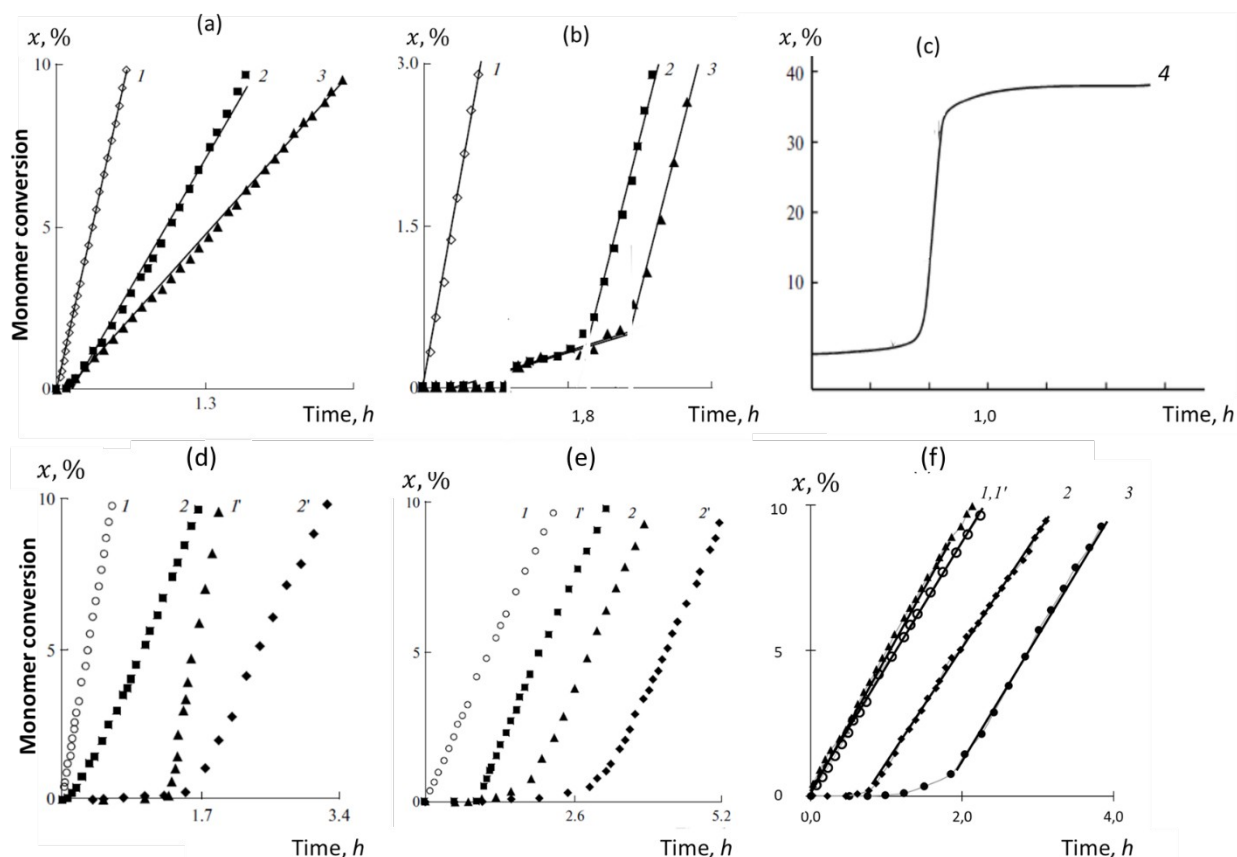 (a)
x, %
10
1
2
3
5
0
1.3
Time, h
Monomer conversion
(b)
x, %
3.0
1
2
3
1.5
0
1,8
Time, h
(c)
x, %
40
4
30
20
10
1,0
Time, h
(d)
x, %
10
1
2
1'
2'
5
0
1.7
3.4
Time, h
Monomer conversion
(e)
x, %
10
1
1'
2
2'
5
0
2.6
5.2
Time, h
(f)
x, %
10
1,1'
2
3
5
0
0,0
2,0
4,0
Time, h